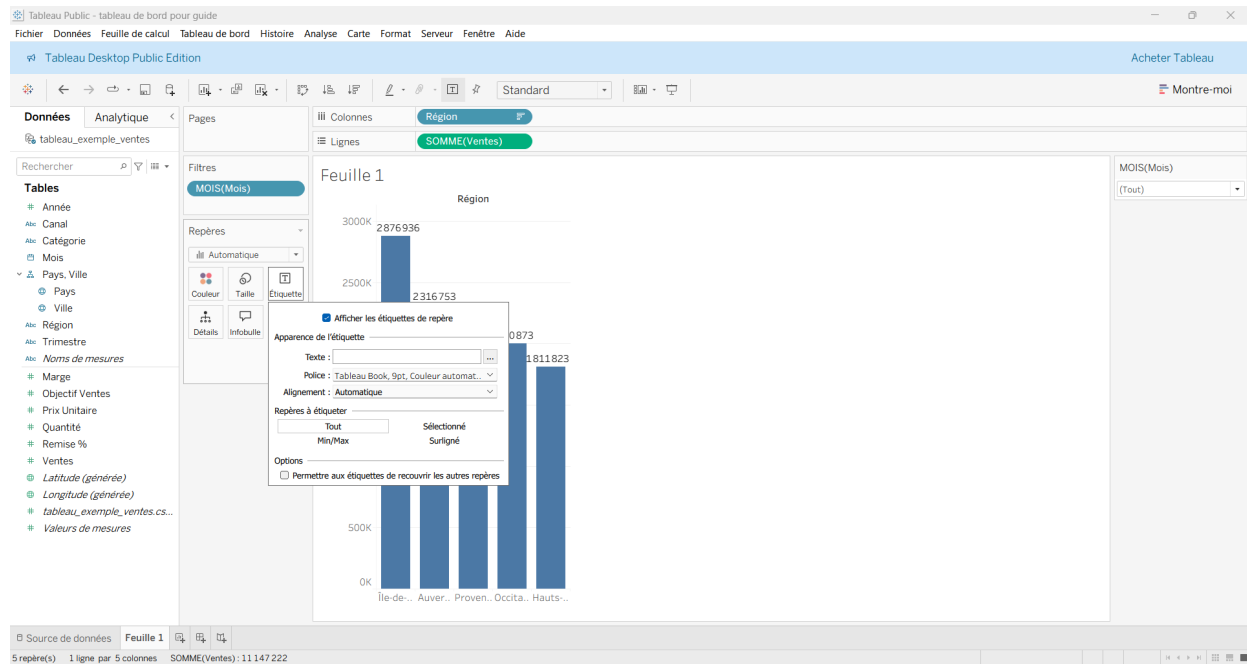 Tableau Public - tableau de bord pour guide
Fichier Données Feuille de calcul Tableau de bord Histoire Analyse Carte Format Serveur Fenêtre Aide
Tableau Desktop Public Edition Acheter Tableau
Standard Montre-moi
Données Analytique Pages iii Colonnes Région
tableau_exemple_ventes Lignes SOMME(Ventes)
Rechercher
Tables
# Année
Abc Canal
Abc Catégorie
Mois
Pays, Ville
Pays
Ville
Abc Région
Abc Trimestre
Abc Noms de mesures
# Marge
# Objectif Ventes
# Prix Unitaire
# Quantité
# Remise %
# Ventes
Latitude (générée)
Longitude (générée)
# tableau_exemple_ventes.cs...
# Valeurs de mesures
Filtres
MOIS(Mois)
Repères
Automatique
Couleur Taille Étiquette
Détails Infobulle
Afficher les étiquettes de repère
Apparence de l'étiquette
Texte : ...
Police : Tableau Book, 9pt, Couleur automat..
Alignement : Automatique
Repères à étiqueter
Tout Sélectionné
Min/Max Surligné
Options
Permettre aux étiquettes de recouvrir les autres repères
Feuille 1
Région
3000K
2876936
2500K
2316753
0873
1811823
500K
0K
Île-de-.. Auver.. Proven.. Occita.. Hauts-..
MOIS(Mois)
(Tout)
Source de données Feuille 1
5 repère(s) 1 ligne par 5 colonnes SOMME(Ventes) : 11 147 222